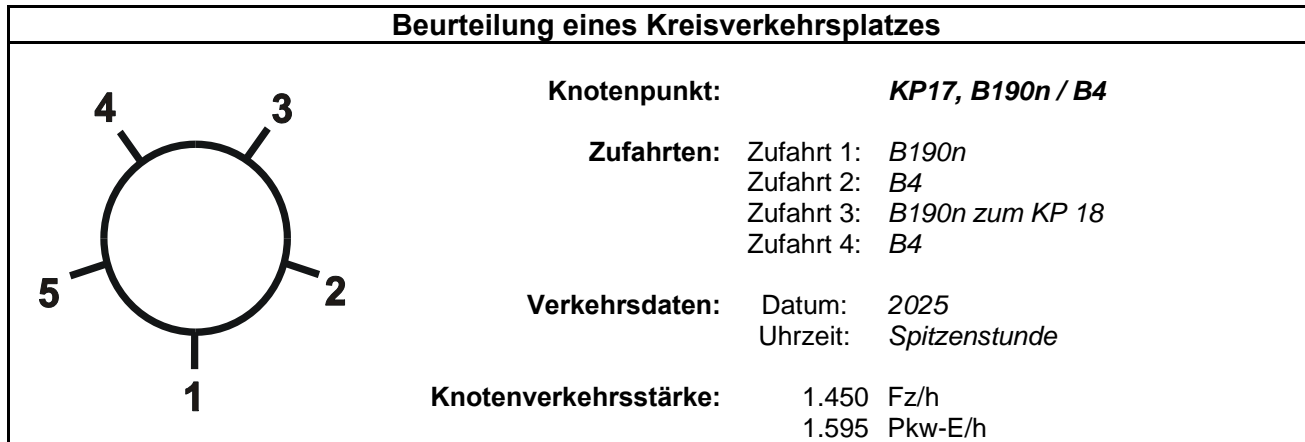 Beurteilung eines Kreisverkehrsplatzes
4
3
5
2
1
Knotenpunkt: KP17, B190n / B4
Zufahrten: Zufahrt 1: B190n
Zufahrt 2: B4
Zufahrt 3: B190n zum KP 18
Zufahrt 4: B4
Verkehrsdaten: Datum: 2025
Uhrzeit: Spitzenstunde
Knotenverkehrsstärke: 1.450 Fz/h
1.595 Pkw-E/h